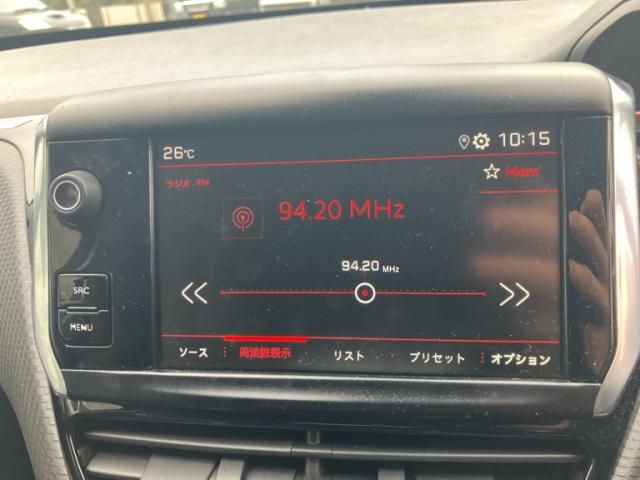 26°C
10:15
ラジオ・FM
Mém
94.20 MHz
94.20 MHz
SRC
MENU
ソース
周波数表示
リスト
プリセット
オプション